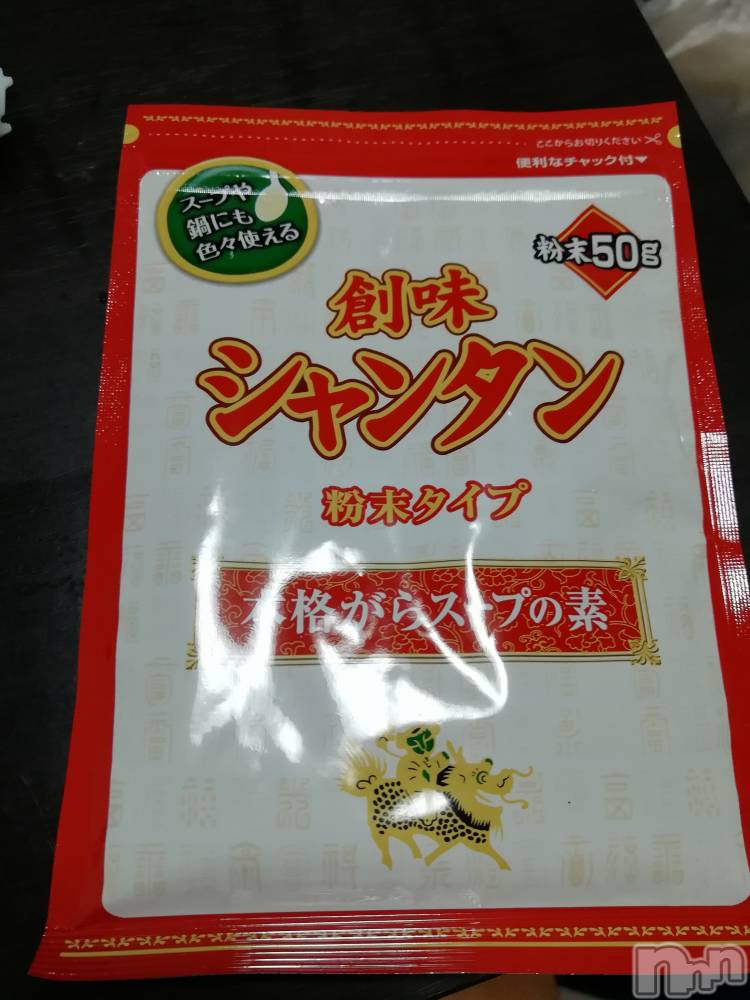 ここからお切りください
便利なチャック付▼
スープや
鍋にも
色々使える
粉末50g
創味
シャンタン
粉末タイプ
本格がらスープの素
nnn